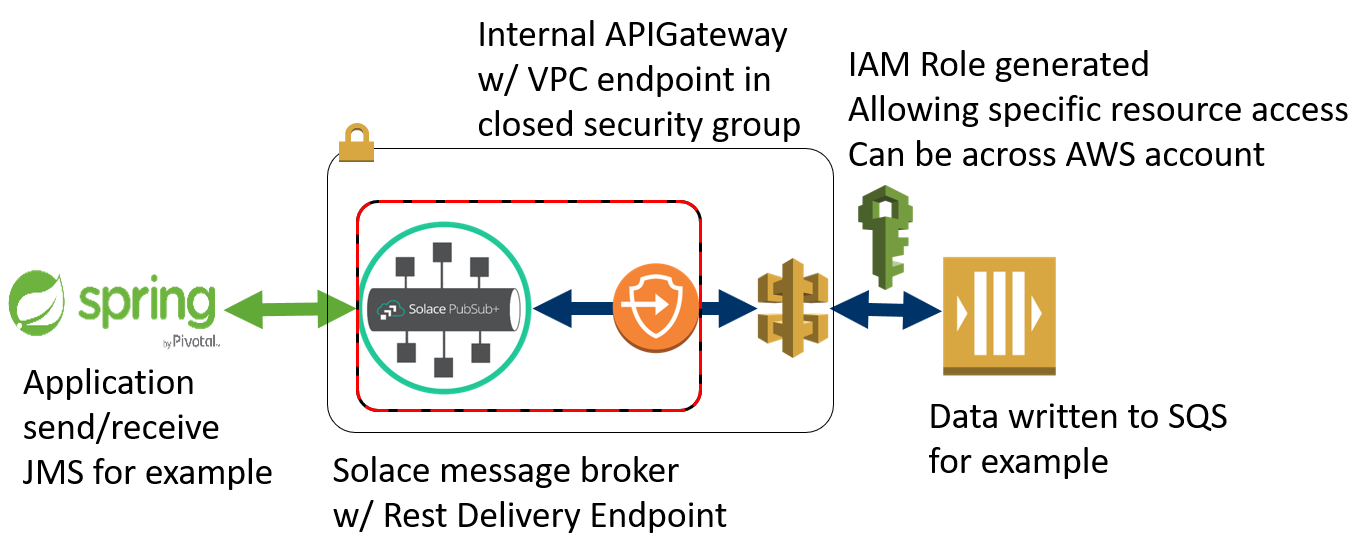 Internal APIGateway
w/ VPC endpoint in
closed security group
IAM Role generated
Allowing specific resource access
Can be across AWS account
spring
by Pivotal™
Solace PubSub+
Application
send/receive
JMS for example
Solace message broker
w/ Rest Delivery Endpoint
Data written to SQS
for example